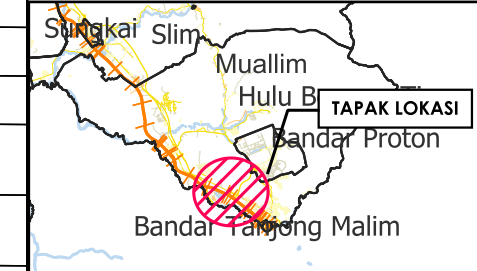 Sungkai
Slim
Muallim
Hulu
TAPAK LOKASI
Bandar Proton
Bandar Tanjong Malim